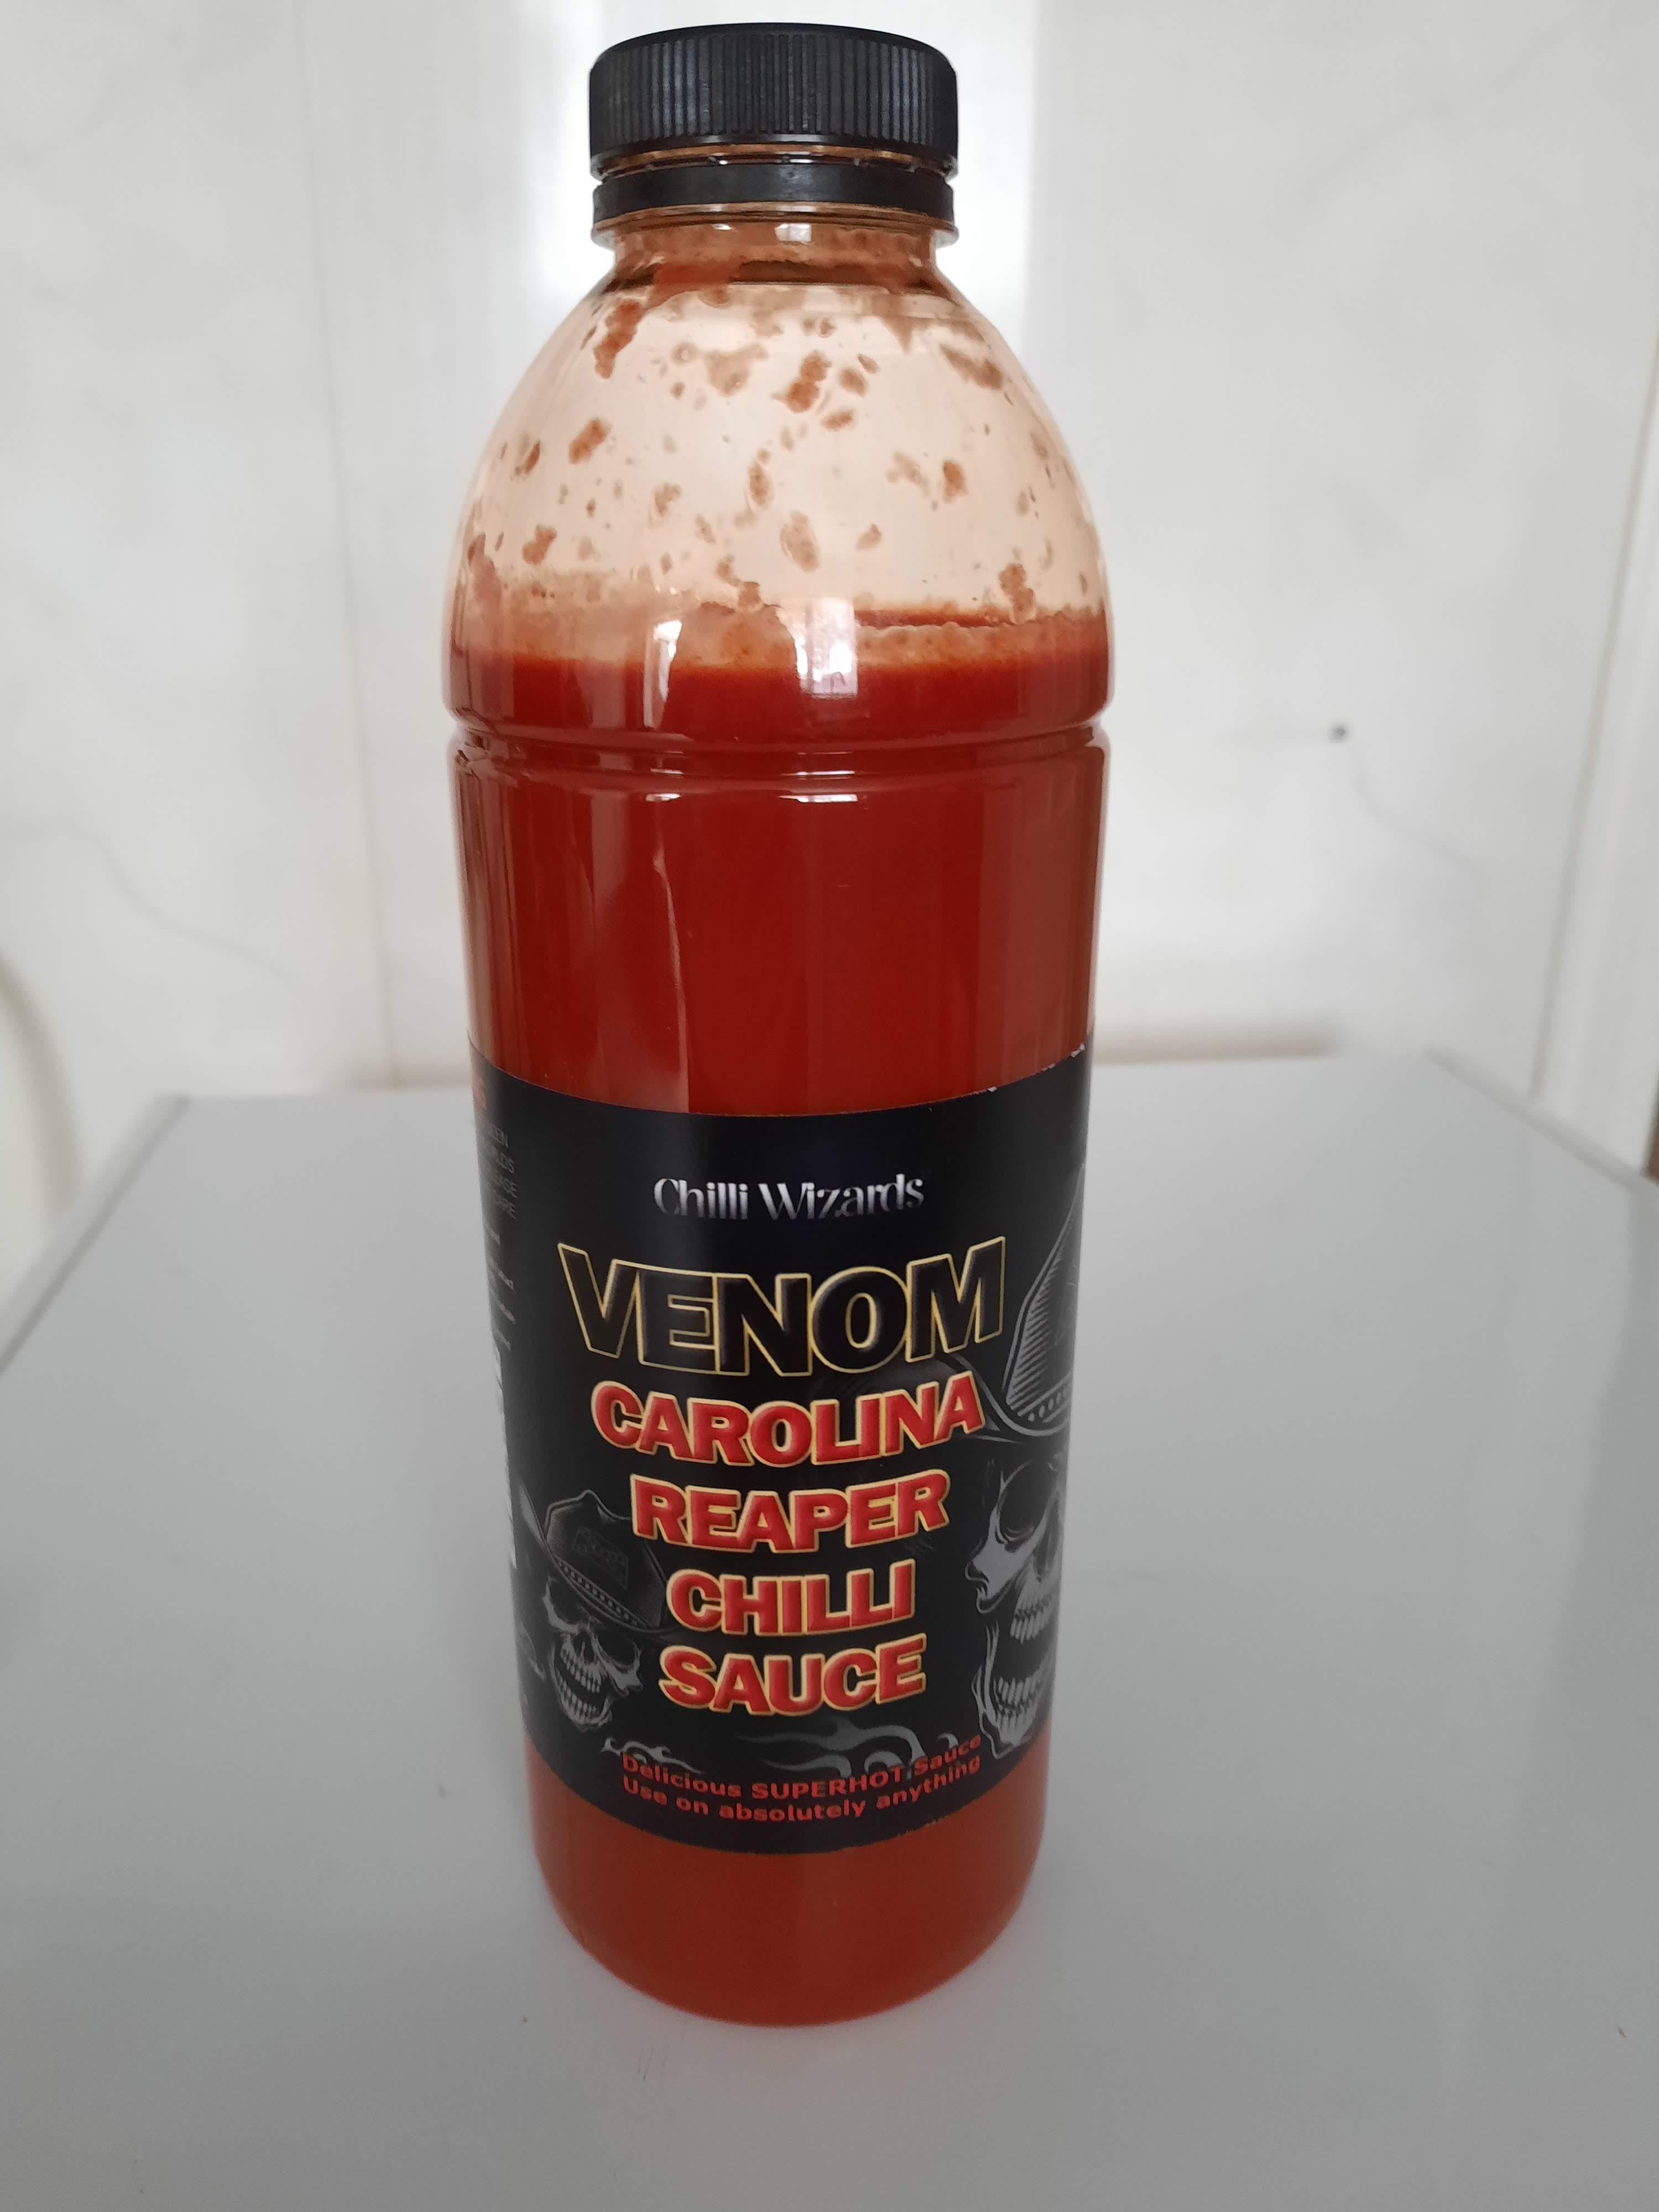 Chilli Wizards
VENOM
CAROLINA
REAPER
CHILLI
SAUCE
Delicious SUPERHOT Sauce
Use on absolutely anything